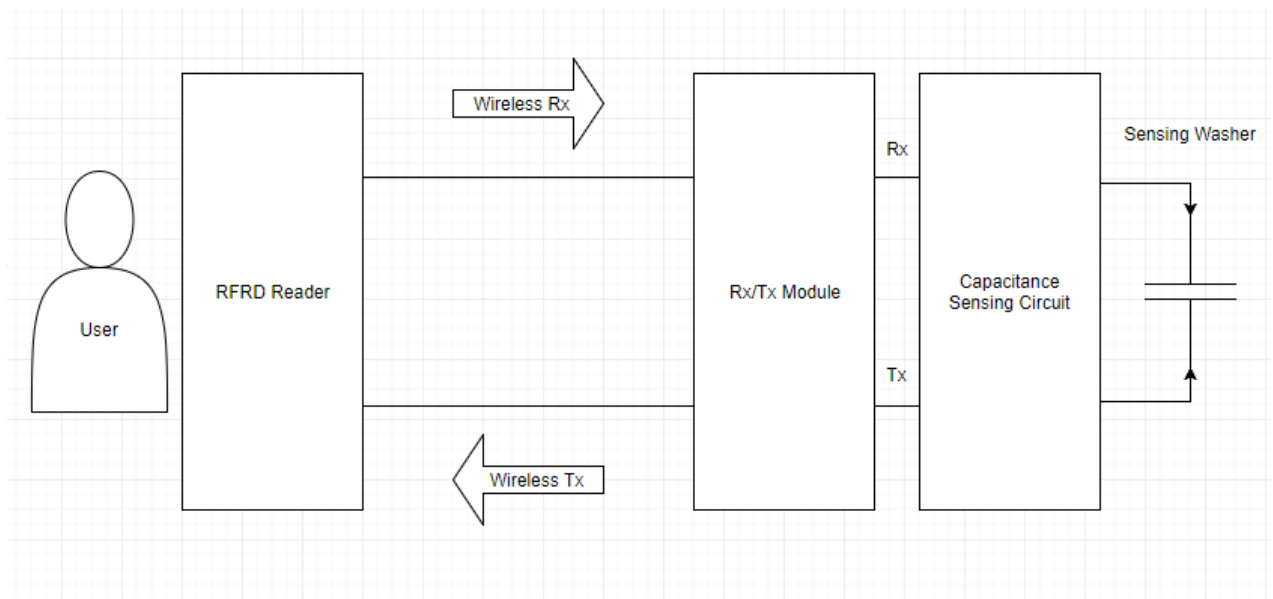 Wireless Rx
Sensing Washer
Rx
User
RFRD Reader
Rx/Tx Module
Capacitance
Sensing Circuit
Tx
Wireless Tx